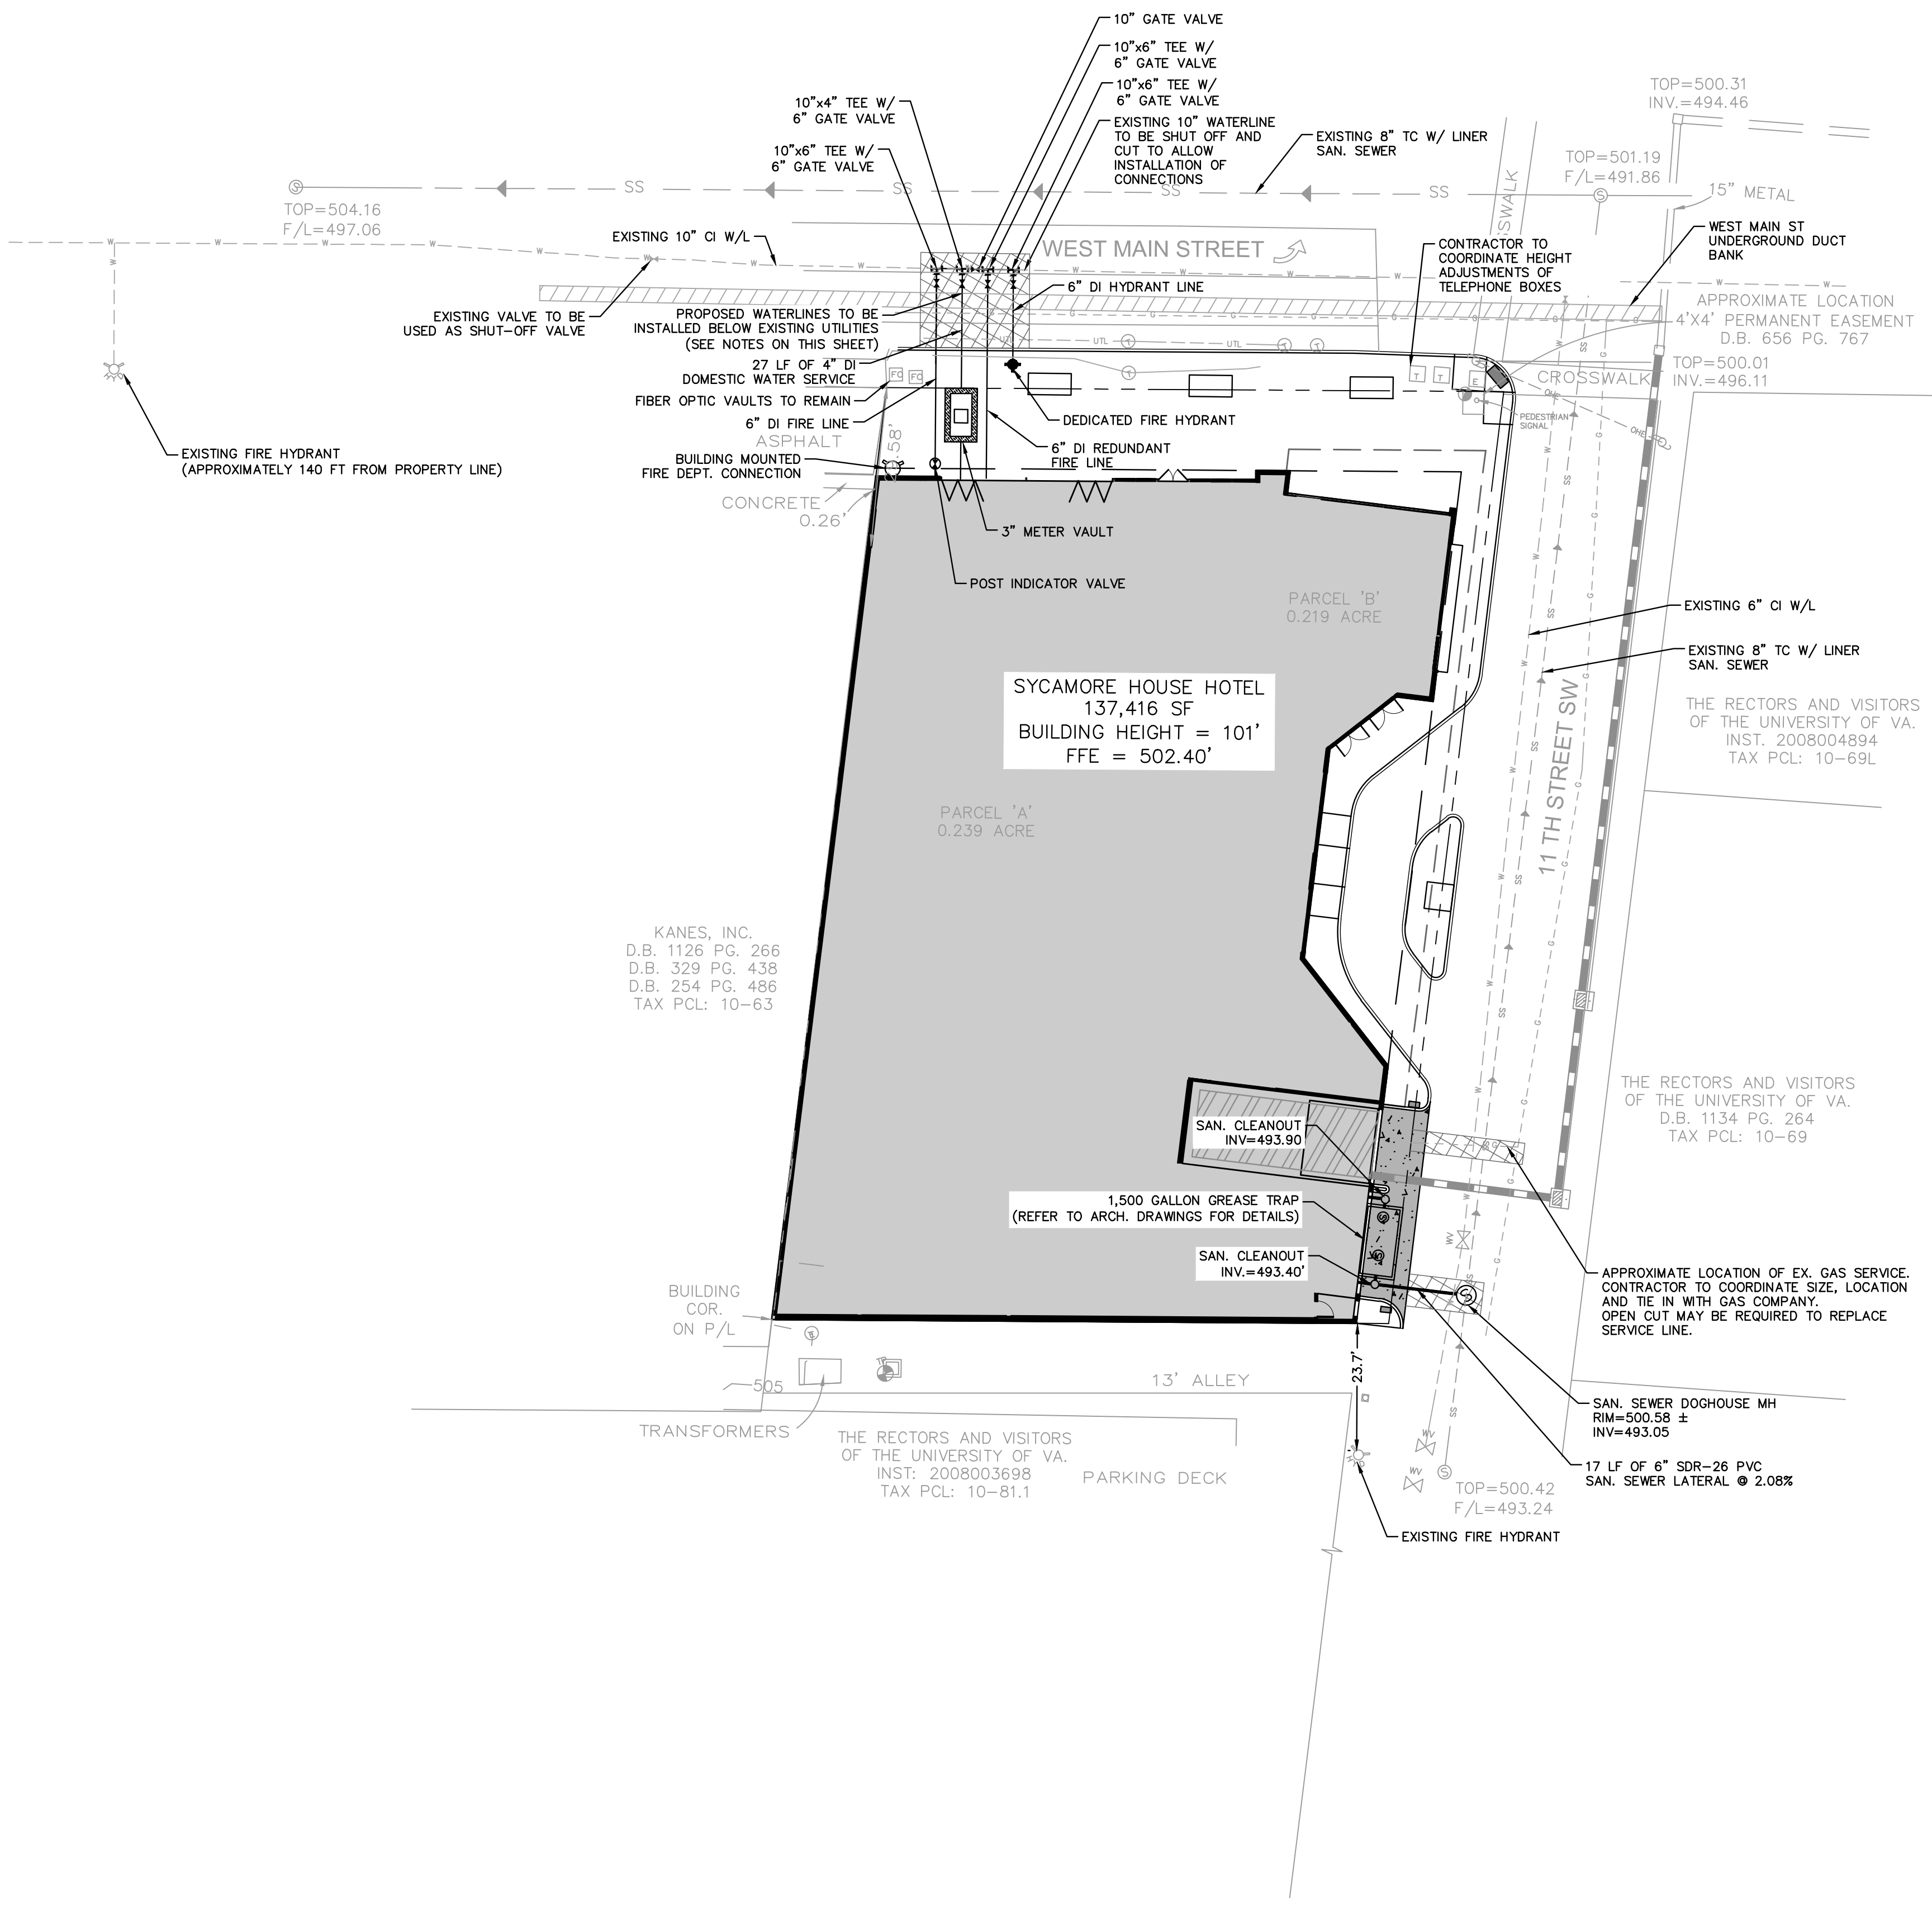 10” GATE VALVE
10”x6” TEE W/
6” GATE VALVE
10”x6” TEE W/
6” GATE VALVE
10”x4” TEE W/
6” GATE VALVE
10”x6” TEE W/
6” GATE VALVE
EXISTING 10” WATERLINE
TO BE SHUT OFF AND
CUT TO ALLOW
INSTALLATION OF
CONNECTIONS
EXISTING 8” TC W/ LINER
SAN. SEWER
TOP=500.31
INV.=494.46
TOP=501.19
F/L=491.86
15” METAL
SS
SS
SS
SS
TOP=504.16
F/L=497.06
SSWALK
WEST MAIN ST
UNDERGROUND DUCT
BANK
EXISTING 10” CI W/L
WEST MAIN STREET
CONTRACTOR TO
COORDINATE HEIGHT
ADJUSTMENTS OF
TELEPHONE BOXES
6” DI HYDRANT LINE
EXISTING VALVE TO BE
USED AS SHUT-OFF VALVE
PROPOSED WATERLINES TO BE
INSTALLED BELOW EXISTING UTILITIES
(SEE NOTES ON THIS SHEET)
APPROXIMATE LOCATION
4'X4' PERMANENT EASEMENT
D.B. 656 PG. 767
UTL
UTL
TOP=500.01
INV.=496.11
CROSSWALK
27 LF OF 4” DI
DOMESTIC WATER SERVICE
FO
FO
T
T
E
FIBER OPTIC VAULTS TO REMAIN
6” DI FIRE LINE
DEDICATED FIRE HYDRANT
PEDESTRIAN
SIGNAL
OHE
OHE
ASPHALT
.58'
EXISTING FIRE HYDRANT
(APPROXIMATELY 140 FT FROM PROPERTY LINE)
BUILDING MOUNTED
FIRE DEPT. CONNECTION
6” DI REDUNDANT
FIRE LINE
CONCRETE
0.26'
3” METER VAULT
POST INDICATOR VALVE
PARCEL 'B'
0.219 ACRE
EXISTING 6” CI W/L
EXISTING 8” TC W/ LINER
SAN. SEWER
SYCAMORE HOUSE HOTEL
137,416 SF
BUILDING HEIGHT = 101'
FFE = 502.40'
11 TH STREET SW
THE RECTORS AND VISITORS
OF THE UNIVERSITY OF VA.
INST. 2008004894
TAX PCL: 10-69L
PARCEL 'A'
0.239 ACRE
KANES, INC.
D.B. 1126 PG. 266
D.B. 329 PG. 438
D.B. 254 PG. 486
TAX PCL: 10-63
THE RECTORS AND VISITORS
OF THE UNIVERSITY OF VA.
D.B. 1134 PG. 264
TAX PCL: 10-69
SAN. CLEANOUT
INV=493.90
1,500 GALLON GREASE TRAP
(REFER TO ARCH. DRAWINGS FOR DETAILS)
WV
SAN. CLEANOUT
INV.=493.40'
APPROXIMATE LOCATION OF EX. GAS SERVICE.
CONTRACTOR TO COORDINATE SIZE, LOCATION
AND TIE IN WITH GAS COMPANY.
OPEN CUT MAY BE REQUIRED TO REPLACE
SERVICE LINE.
BUILDING
COR.
ON P/L
23.7'
505
13' ALLEY
SAN. SEWER DOGHOUSE MH
RIM=500.58 ±
INV=493.05
TRANSFORMERS
THE RECTORS AND VISITORS
OF THE UNIVERSITY OF VA.
INST: 2008003698
TAX PCL: 10-81.1
PARKING DECK
WV
WV
17 LF OF 6” SDR-26 PVC
SAN. SEWER LATERAL @ 2.08%
TOP=500.42
F/L=493.24
EXISTING FIRE HYDRANT